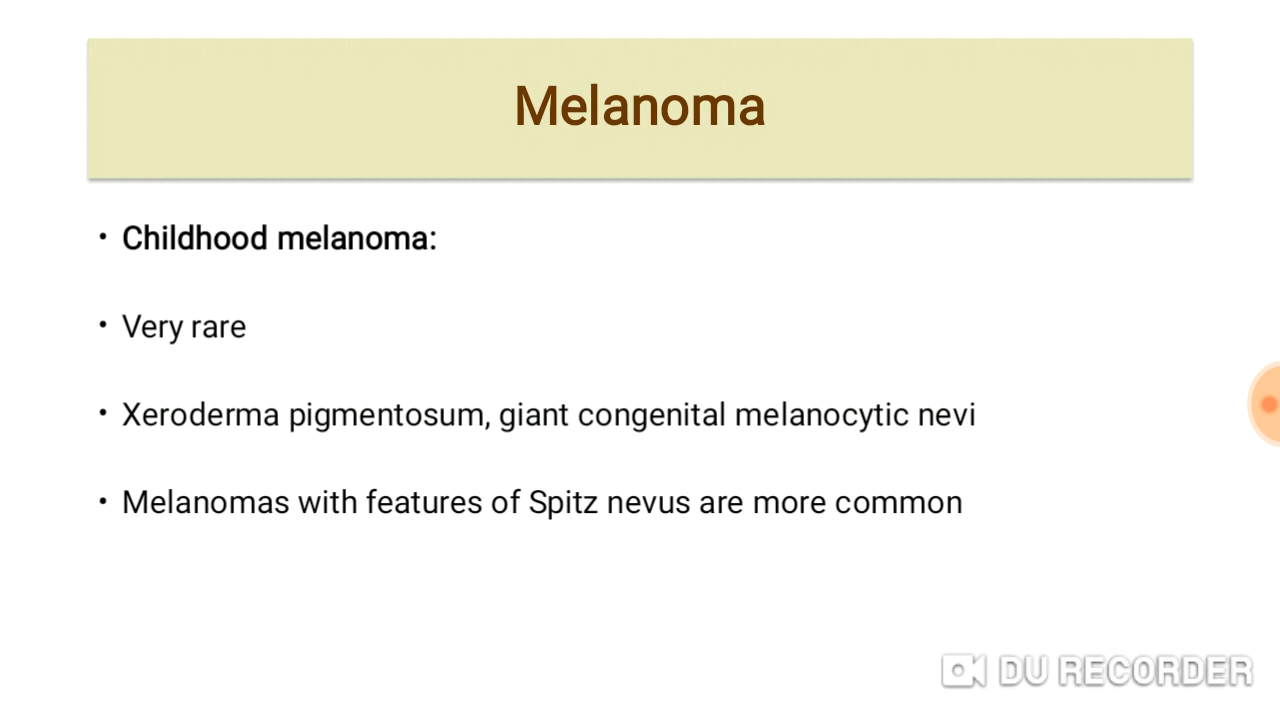 Melanoma
• Childhood melanoma:
• Very rare
• Xeroderma pigmentosum, giant congenital melanocytic nevi
• Melanomas with features of Spitz nevus are more common
DU RECORDER